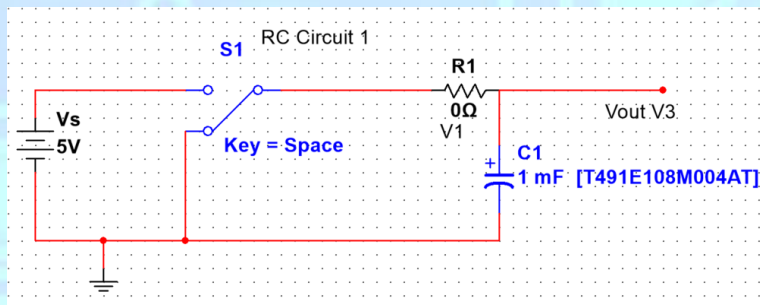 RC Circuit 1
S1
R1
Vs
5V
0Ω
V1
Vout V3
Key = Space
+
C1
1 mF [T491E108M004AT]